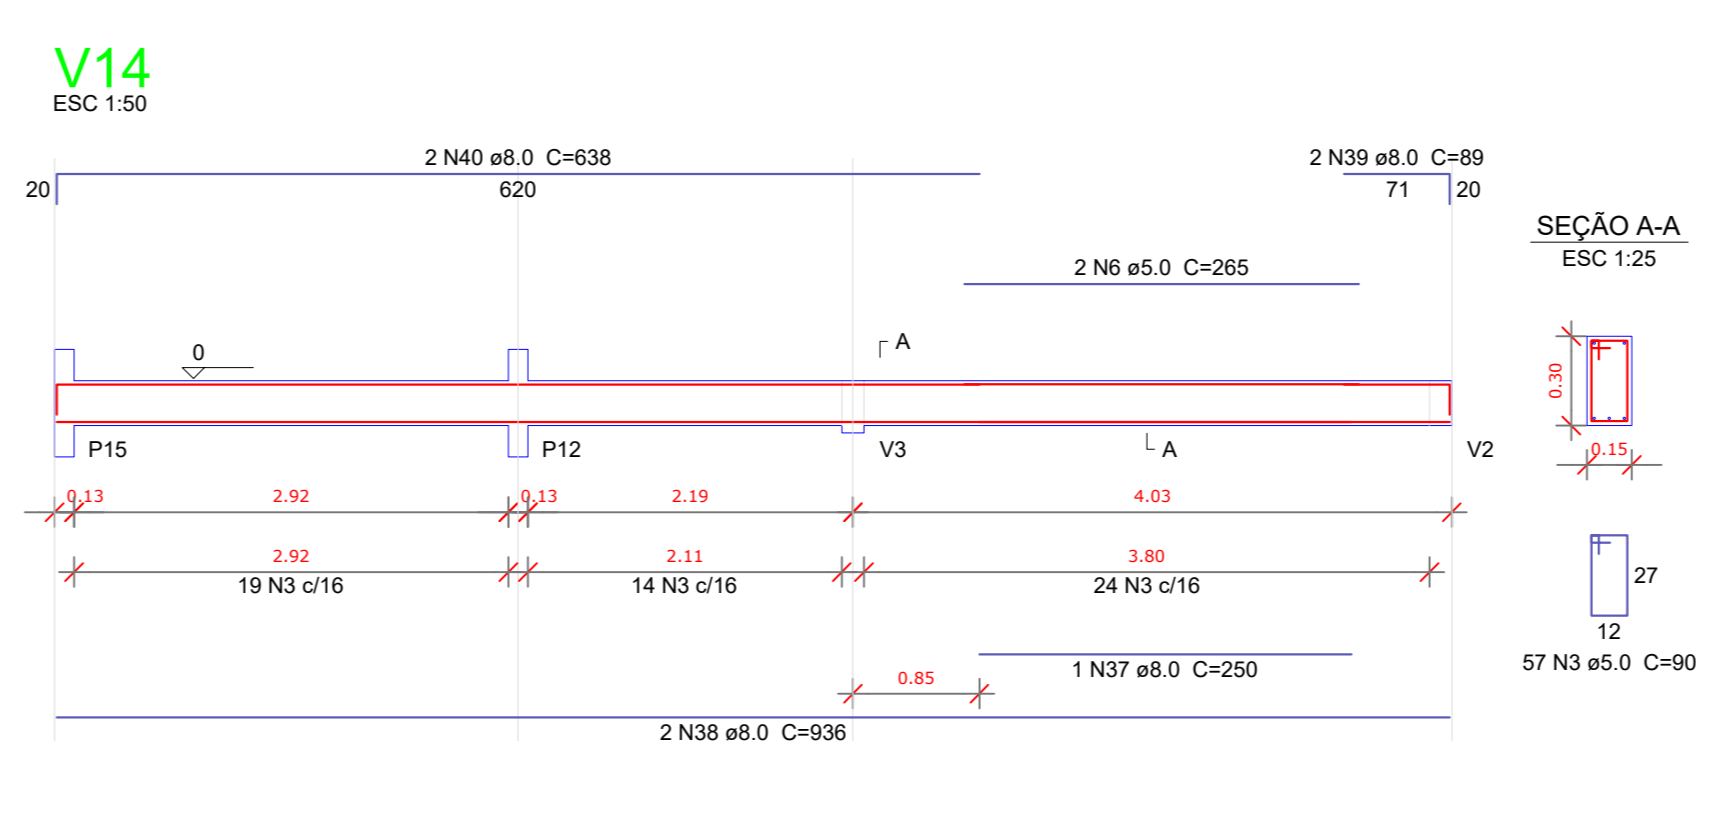 V14
ESC 1:50
2 N40 ø8.0 C=638
2 N39 ø8.0 C=89
20
620
71
20
SEÇÃO A-A
ESC 1:25
2 N6 ø5.0 C=265
A
0
0.30
P15
P12
V3
A
V2
0.15
0.13
2.92
0.13
2.19
4.03
2.92
2.11
3.80
19 N3 c/16
14 N3 c/16
24 N3 c/16
27
12
57 N3 ø5.0 C=90
1 N37 ø8.0 C=250
0.85
2 N38 ø8.0 C=936